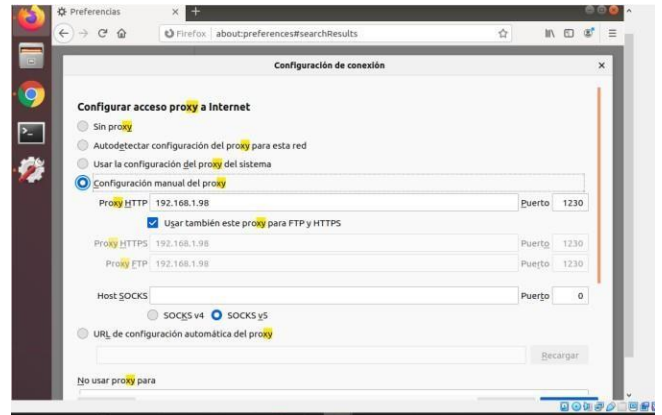 Preferencias
Firefox about:preferences#searchResults
Configuración de conexión
Configurar acceso proxy a Internet
Sin proxy
Autodetectar configuración del proxy para esta red
Usar la configuración del proxy del sistema
Configuración manual del proxy
Proxy HTTP 192.168.1.98 Puerto 1230
Usar también este proxy para FTP y HTTPS
Proxy HTTPS 192.168.1.98 Puerto 1230
Proxy FTP 192.168.1.98 Puerto 1230
Host SOCKS Puerto 0
SOCKS v4 SOCKS v5
URL de configuración automática del proxy
Recargar
No usar proxy para